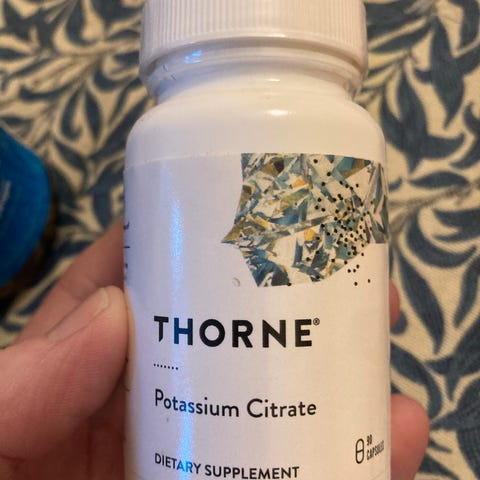 THORNE®
Potassium Citrate
90
CAPSULES
DIETARY SUPPLEMENT